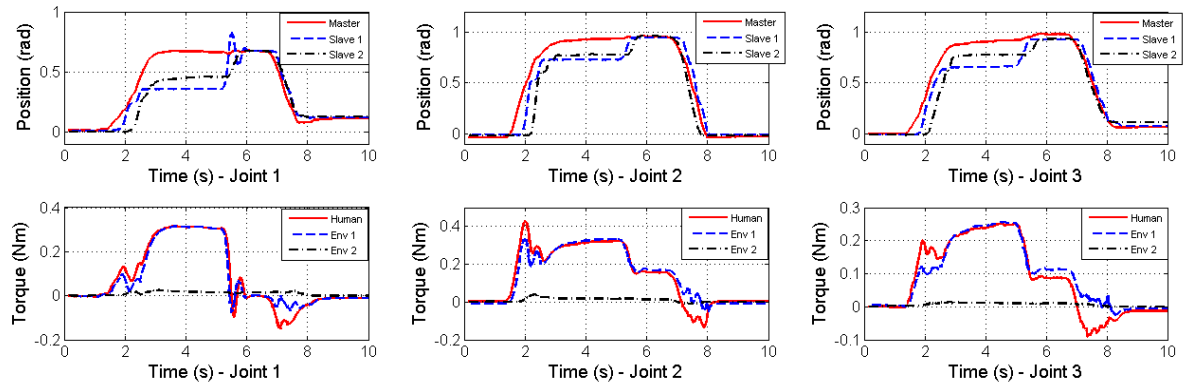 Position (rad)
1
0.5
0
0 2 4 6 8 10
Time (s) - Joint 1
Master
Slave 1
Slave 2
Position (rad)
1
0.5
0
0 2 4 6 8 10
Time (s) - Joint 2
Master
Slave 1
Slave 2
Position (rad)
1
0.5
0
0 2 4 6 8 10
Time (s) - Joint 3
Master
Slave 1
Slave 2
Torque (Nm)
0.4
0.2
0
-0.2
0 2 4 6 8 10
Time (s) - Joint 1
Human
Env 1
Env 2
Torque (Nm)
0.4
0.2
0
-0.2
0 2 4 6 8 10
Time (s) - Joint 2
Human
Env 1
Env 2
Torque (Nm)
0.3
0.2
0.1
0
-0.1
0 2 4 6 8 10
Time (s) - Joint 3
Human
Env 1
Env 2